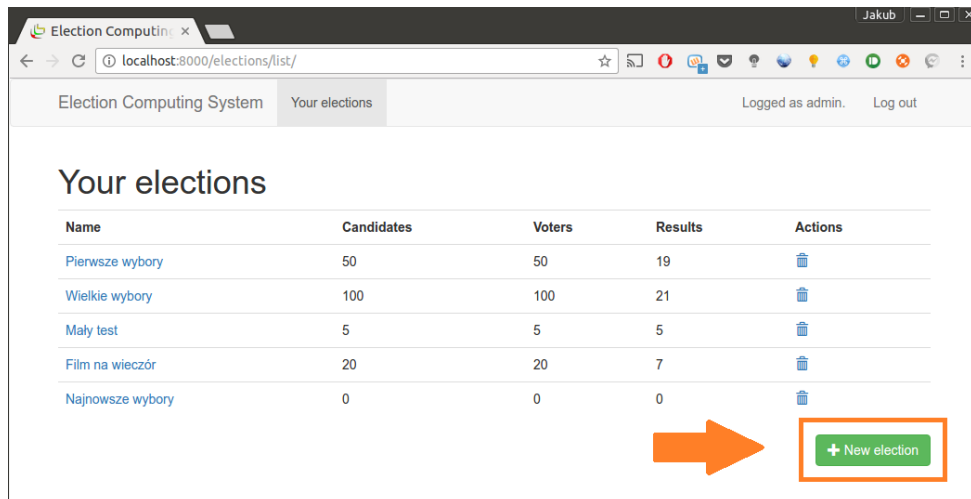 Jakub
Election Computing
localhost:8000/elections/list/
Election Computing System Your elections Logged as admin. Log out
Your elections
Name Candidates Voters Results Actions
Pierwsze wybory 50 50 19
Wielkie wybory 100 100 21
Mały test 5 5 5
Film na wieczór 20 20 7
Najnowsze wybory 0 0 0
New election